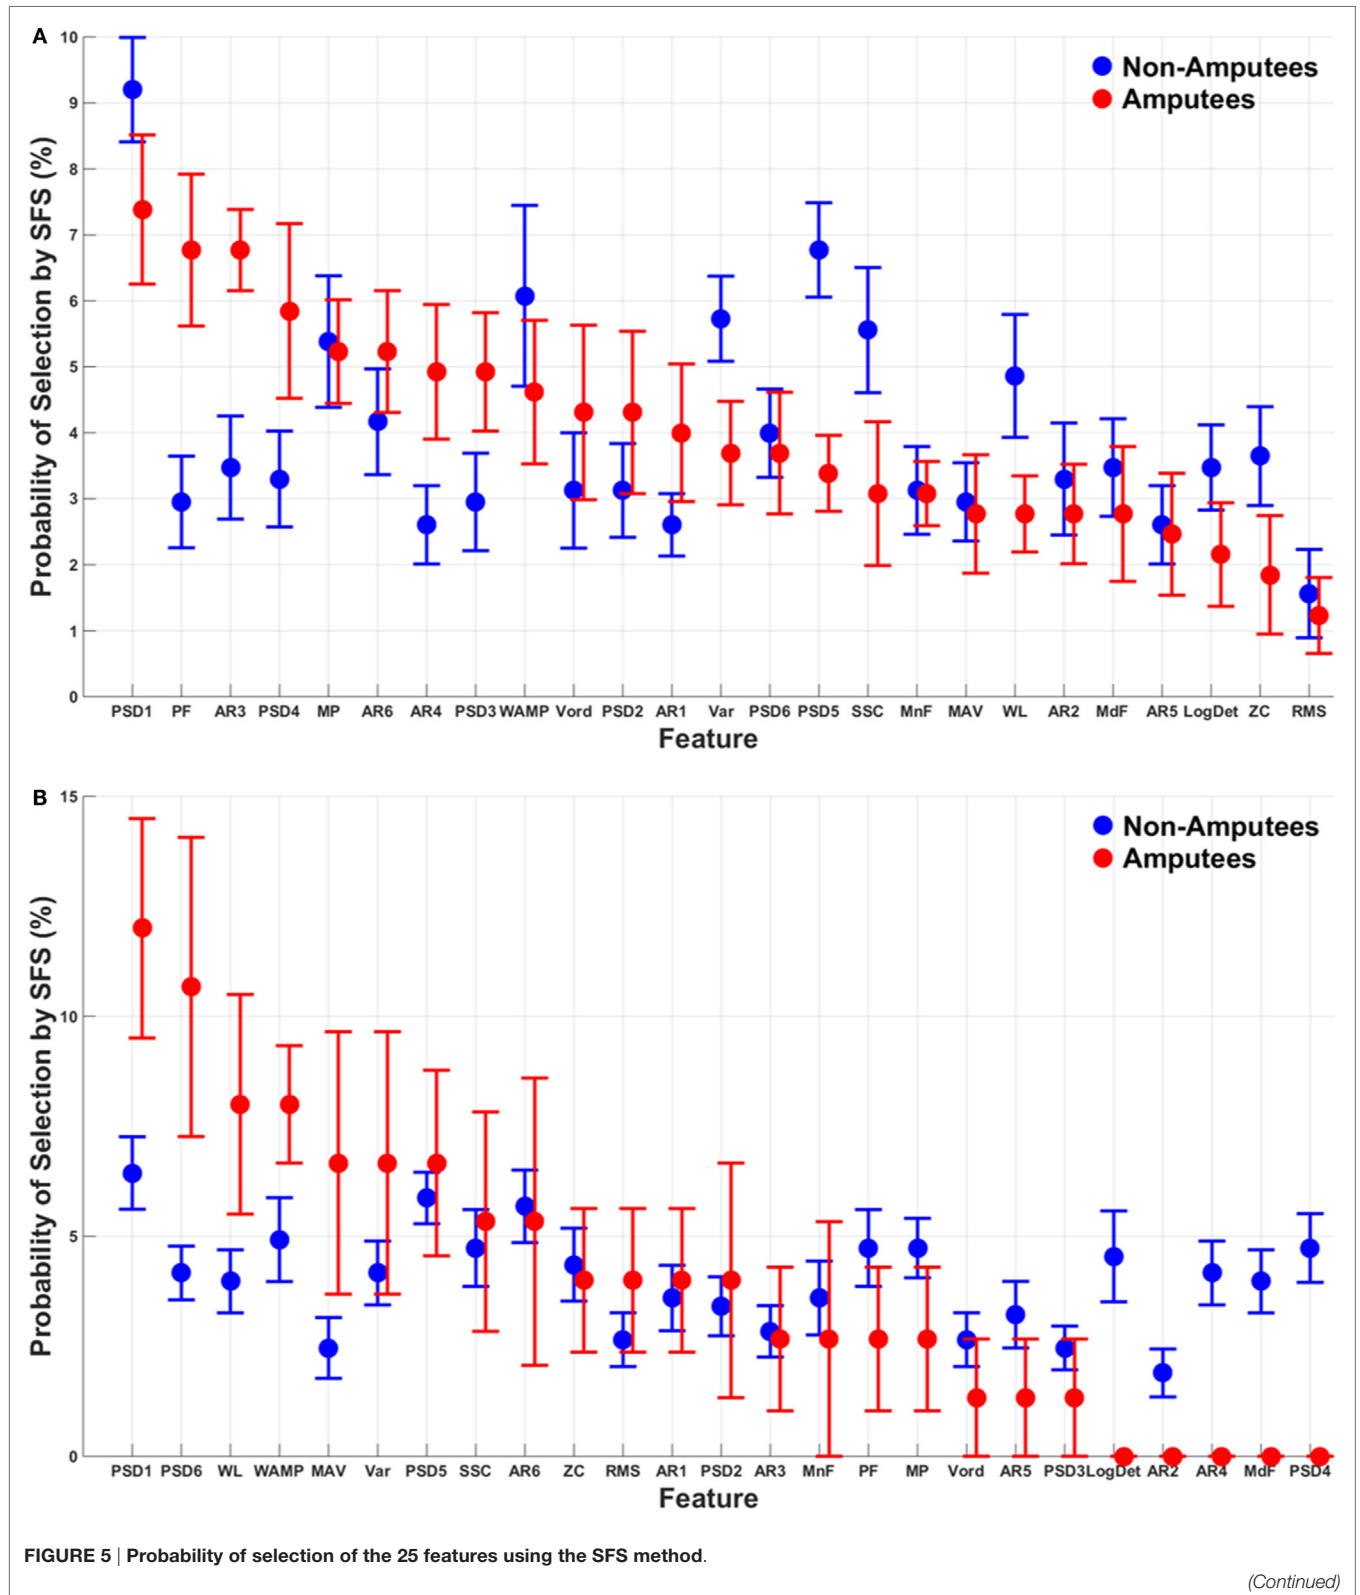 A
10
9
8
7
6
5
4
3
2
1
0
Probability of Selection by SFS (%)
Non-Amputees
Amputees
PSD1 PF AR3 PSD4 MP AR6 AR4 PSD3 WAMP Vord PSD2 AR1 Var PSD6 PSD5 SSC MnF MAV WL AR2 MdF AR5 LogDet ZC RMS
Feature
B
15
10
5
0
Probability of Selection by SFS (%)
Non-Amputees
Amputees
PSD1 PSD6 WL WAMP MAV Var PSD5 SSC AR6 ZC RMS AR1 PSD2 AR3 MnF PF MP Vord AR5 PSD3 LogDet AR2 AR4 MdF PSD4
Feature
FIGURE 5 | Probability of selection of the 25 features using the SFS method.
(Continued)